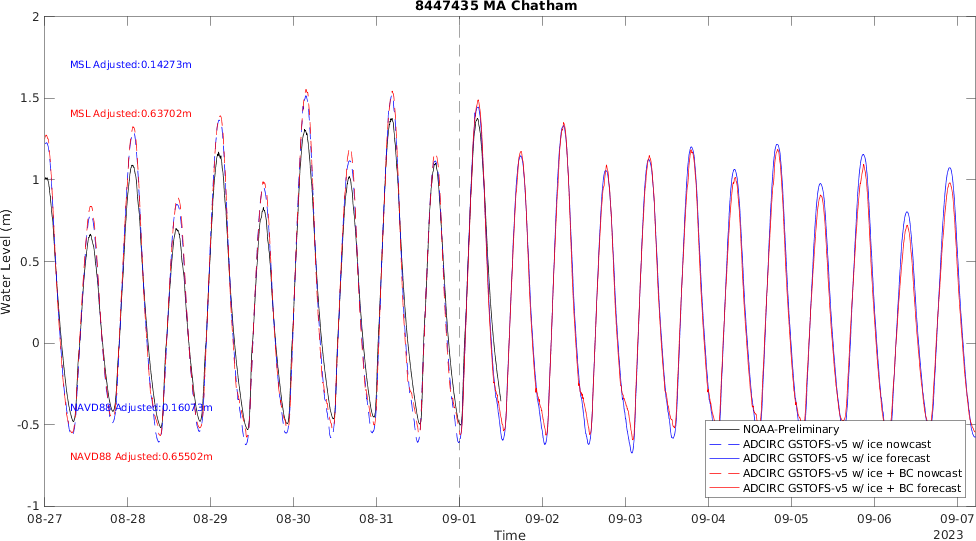 8447435 MA Chatham
2
1.5
1
0.5
0
-0.5
-1
Water Level (m)
MSL Adjusted:0.14273m
MSL Adjusted:0.63702m
NAVD88 Adjusted:0.16073m
NAVD88 Adjusted:0.65502m
NOAA-Preliminary
ADCIRC GSTOFS-v5 w/ ice nowcast
ADCIRC GSTOFS-v5 w/ ice forecast
ADCIRC GSTOFS-v5 w/ ice + BC nowcast
ADCIRC GSTOFS-v5 w/ ice + BC forecast
08-27 08-28 08-29 08-30 08-31 09-01 09-02 09-03 09-04 09-05 09-06 09-07
Time
2023